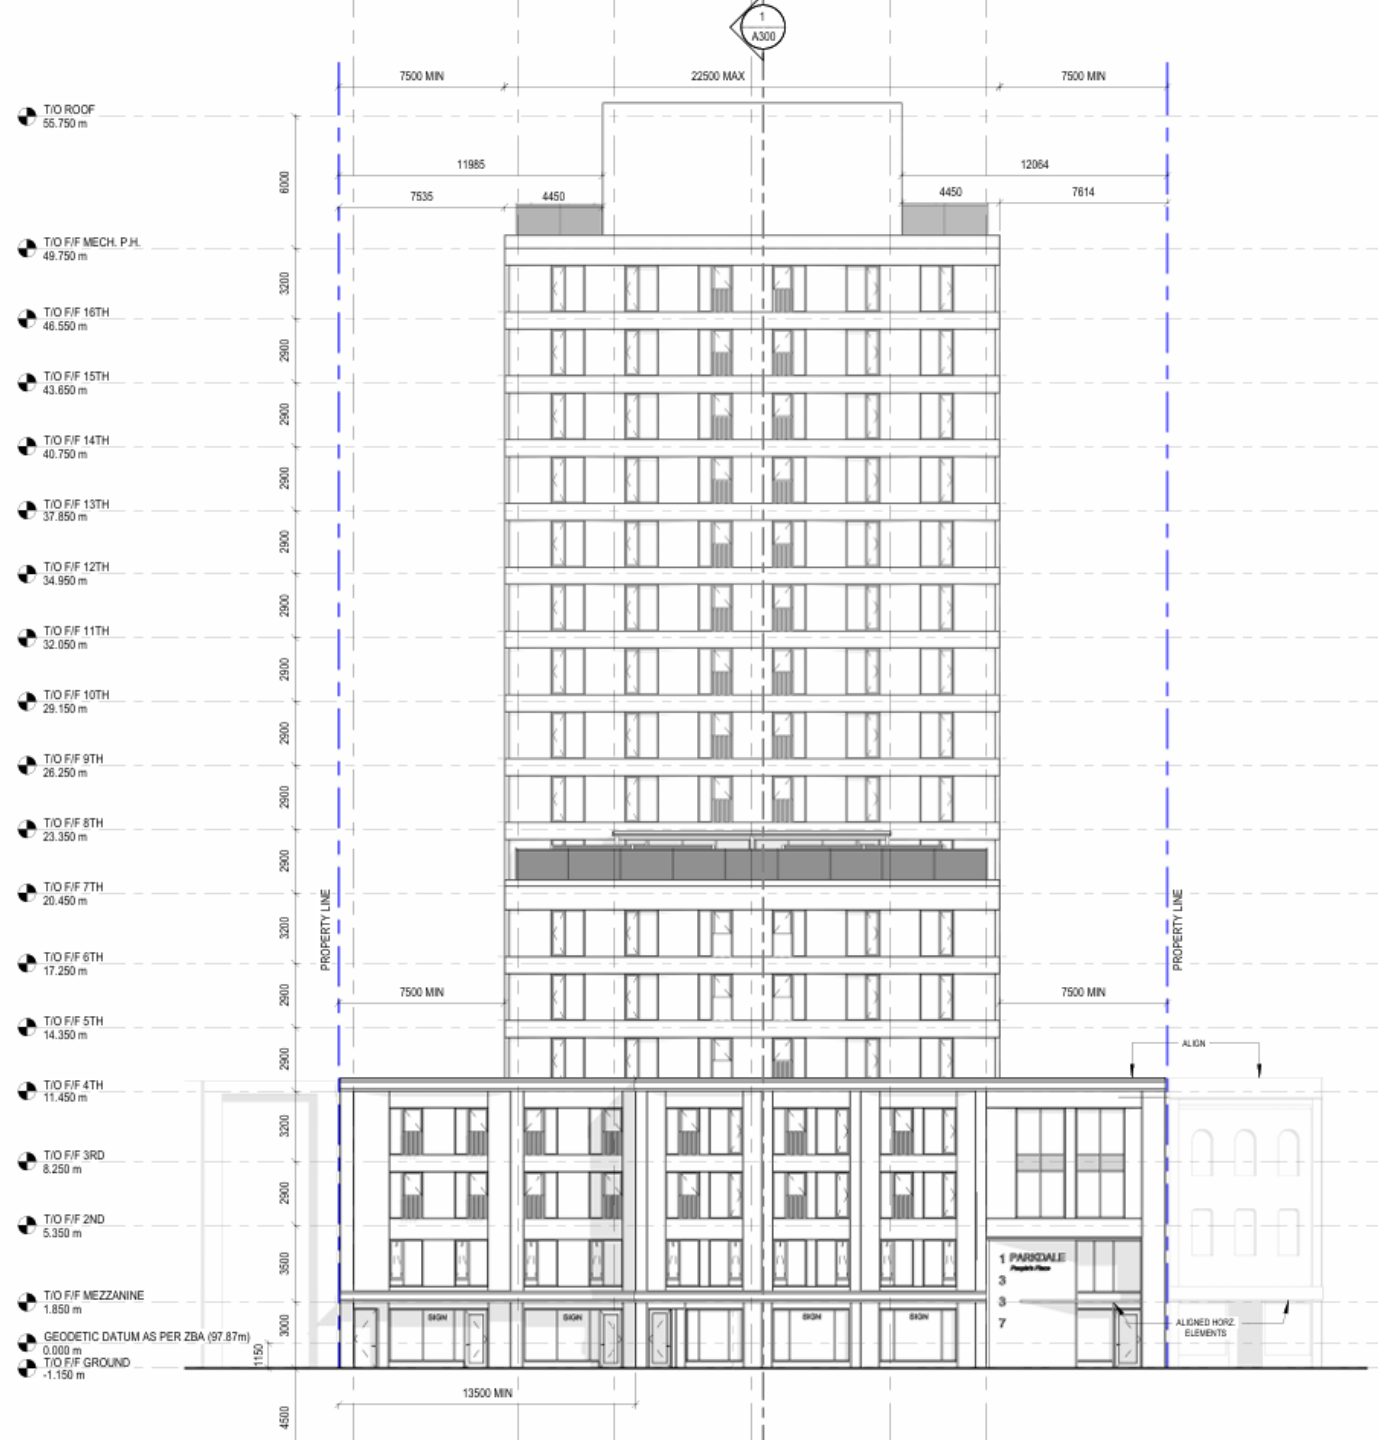 1
A300
7500 MIN
22500 MAX
7500 MIN
T/O ROOF
55.750 m
11985
12064
6000
7535
4450
4450
7614
T/O F/F MECH. P.H.
49.750 m
3200
T/O F/F 16TH
46.550 m
2900
T/O F/F 15TH
43.650 m
2900
T/O F/F 14TH
40.750 m
2900
T/O F/F 13TH
37.850 m
2900
T/O F/F 12TH
34.950 m
2900
T/O F/F 11TH
32.050 m
2900
T/O F/F 10TH
29.150 m
2900
T/O F/F 9TH
26.250 m
2900
T/O F/F 8TH
23.350 m
2900
T/O F/F 7TH
20.450 m
PROPERTY LINE
PROPERTY LINE
3200
T/O F/F 6TH
17.250 m
7500 MIN
7500 MIN
2900
T/O F/F 5TH
14.350 m
ALIGN
2900
T/O F/F 4TH
11.450 m
3200
T/O F/F 3RD
8.250 m
2900
T/O F/F 2ND
5.350 m
3500
1 PARKDALE
People's Place
3
3
7
T/O F/F MEZZANINE
1.850 m
SIGN
SIGN
SIGN
SIGN
ALIGNED HORZ.
ELEMENTS
3000
GEODETIC DATUM AS PER ZBA (97.87m)
0.000 m
1150
T/O F/F GROUND
-1.150 m
13500 MIN
4500